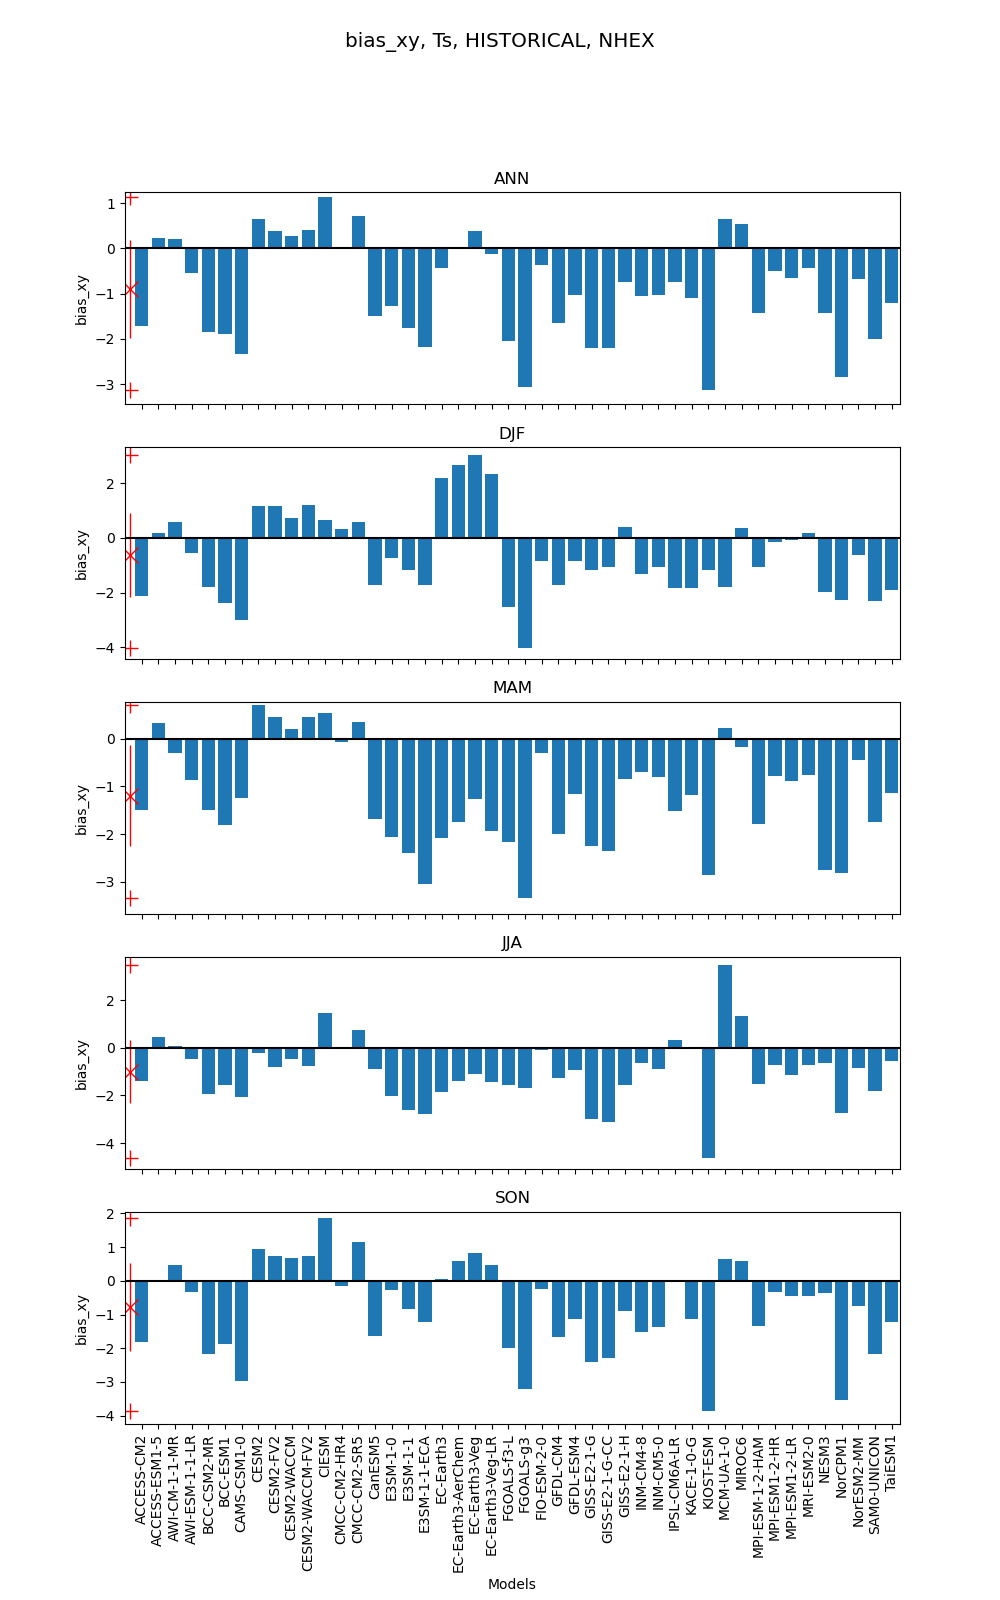 bias_xy, Ts, HISTORICAL, NHEX
ANN
1
0
−1
−2
−3
bias_xy
DJF
2
0
−2
−4
bias_xy
MAM
0
−1
−2
−3
bias_xy
JJA
2
0
−2
−4
bias_xy
SON
2
1
0
−1
−2
−3
−4
bias_xy
ACCESS-CM2
ACCESS-ESM1-5
AWI-CM-1-1-MR
AWI-ESM-1-1-LR
BCC-CSM2-MR
BCC-ESM1
CAMS-CSM1-0
CESM2
CESM2-FV2
CESM2-WACCM
CESM2-WACCM-FV2
CIESM
CMCC-CM2-HR4
CMCC-CM2-SR5
CanESM5
E3SM-1-0
E3SM-1-1
E3SM-1-1-ECA
EC-Earth3
EC-Earth3-AerChem
EC-Earth3-Veg
EC-Earth3-Veg-LR
FGOALS-f3-L
FGOALS-g3
FIO-ESM-2-0
GFDL-CM4
GFDL-ESM4
GISS-E2-1-G
GISS-E2-1-G-CC
GISS-E2-1-H
INM-CM4-8
INM-CM5-0
IPSL-CM6A-LR
KACE-1-0-G
KIOST-ESM
MCM-UA-1-0
MIROC6
MPI-ESM-1-2-HAM
MPI-ESM1-2-HR
MPI-ESM1-2-LR
MRI-ESM2-0
NESM3
NorCPM1
NorESM2-MM
SAM0-UNICON
TaiESM1
Models